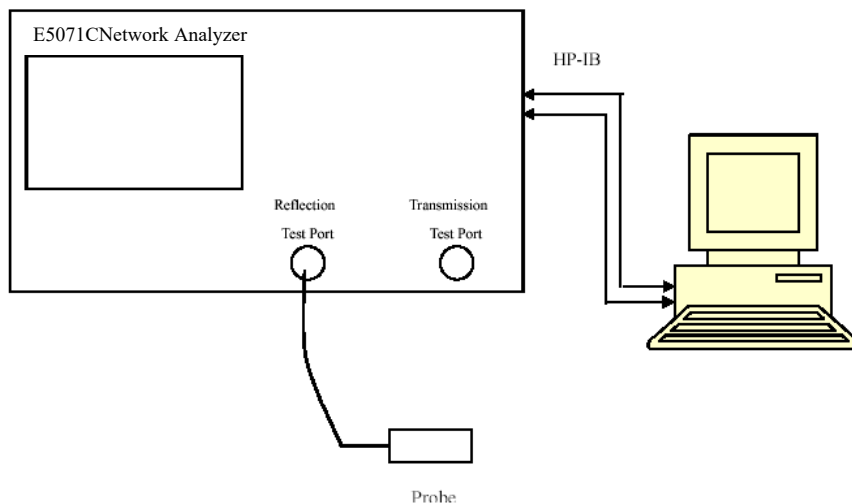 E5071CNetwork Analyzer
HP-IB
Reflection
Test Port
Transmission
Test Port
Probe